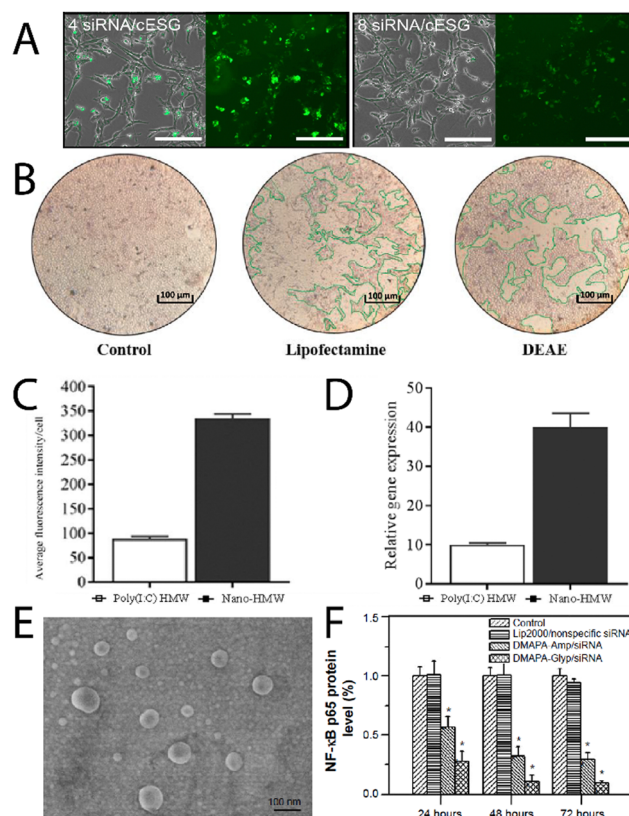 A
4 siRNA/cESG
8 siRNA/cESG
B
100 µm
100 µm
100 µm
Control
Lipofectamine
DEAE
C
Average fluorescence intensity/cell
400
350
300
250
200
150
100
50
0
Poly(I:C) HMW
Nano-HMW
D
Relative gene expression
50
40
30
20
10
0
Poly(I:C) HMW
Nano-HMW
E
100 nm
F
NF-κB p65 protein
level (%)
1.5
1.0
0.5
0.0
Control
Lip2000/nonspecific siRNA
DMAPA-Amp/siRNA
DMAPA-Glyp/siRNA
*
*
*
*
*
*
24 hours
48 hours
72 hours